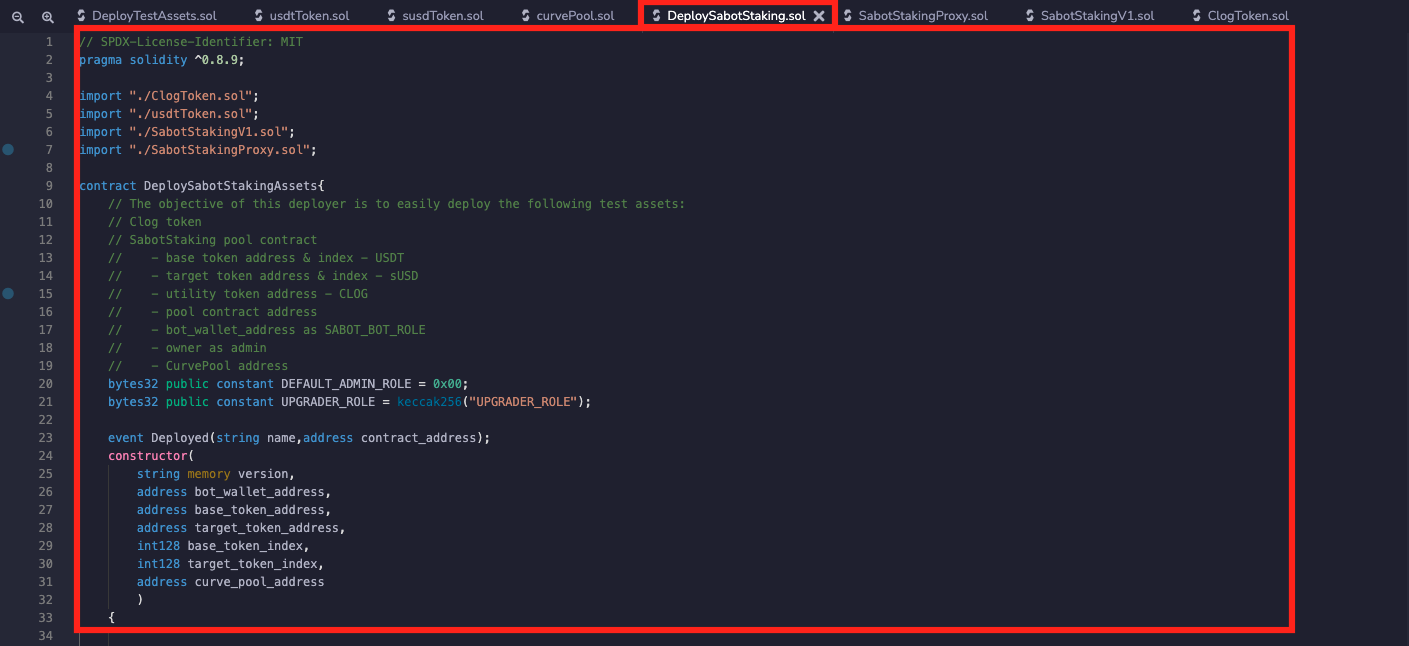 DeployTestAssets.sol usdtToken.sol susdToken.sol curvePool.sol DeploySabotStaking.sol SabotStakingProxy.sol SabotStakingV1.sol ClogToken.sol
1 // SPDX-License-Identifier: MIT
2 pragma solidity ^0.8.9;
3
4 import "./ClogToken.sol";
5 import "./usdtToken.sol";
6 import "./SabotStakingV1.sol";
7 import "./SabotStakingProxy.sol";
8
9 contract DeploySabotStakingAssets{
10 // The objective of this deployer is to easily deploy the following test assets:
11 // Clog token
12 // SabotStaking pool contract
13 // - base token address & index - USDT
14 // - target token address & index - sUSD
15 // - utility token address - CLOG
16 // - pool contract address
17 // - bot_wallet_address as SABOT_BOT_ROLE
18 // - owner as admin
19 // - CurvePool address
20 bytes32 public constant DEFAULT_ADMIN_ROLE = 0x00;
21 bytes32 public constant UPGRADER_ROLE = keccak256("UPGRADER_ROLE");
22
23 event Deployed(string name,address contract_address);
24 constructor(
25 string memory version,
26 address bot_wallet_address,
27 address base_token_address,
28 address target_token_address,
29 int128 base_token_index,
30 int128 target_token_index,
31 address curve_pool_address
32 )
33 {
34